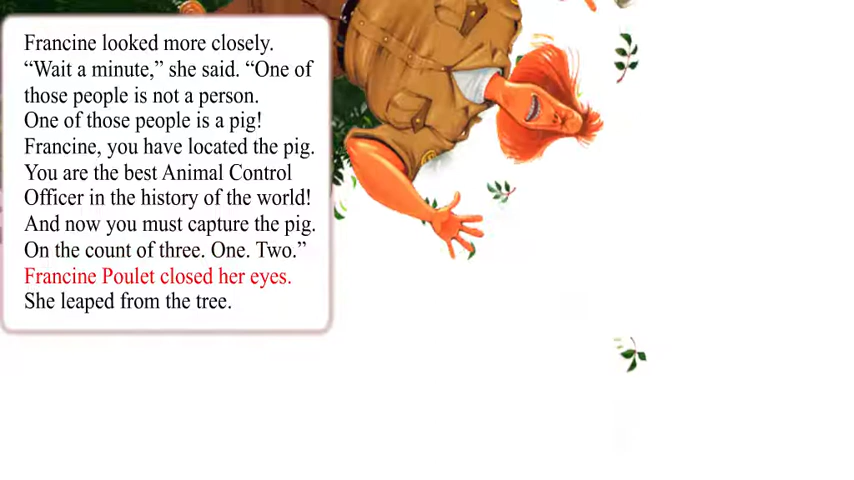 Francine looked more closely.
“Wait a minute,” she said. “One of
those people is not a person.
One of those people is a pig!
Francine, you have located the pig.
You are the best Animal Control
Officer in the history of the world!
And now you must capture the pig.
On the count of three. One. Two.”
Francine Poulet closed her eyes.
She leaped from the tree.